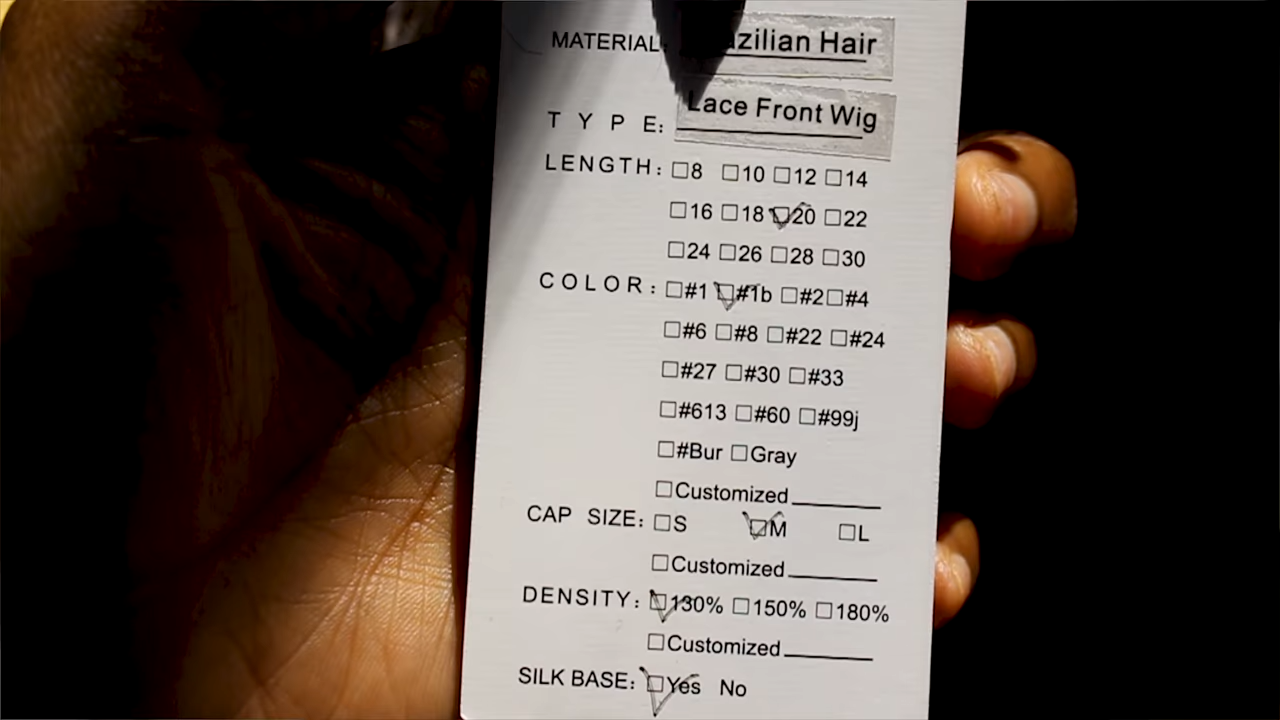 MATERIAL: zilian Hair
TYPE: Lace Front Wig
LENGTH: □8 □10 □12 □14
□16 □18 ☑20 □22
□24 □26 □28 □30
COLOR: □#1 ☑#1b □#2 □#4
□#6 □#8 □#22 □#24
□#27 □#30 □#33
□#613 □#60 □#99j
□#Bur □Gray
□Customized
CAP SIZE: □S ☑M □L
□Customized
DENSITY: ☑130% □150% □180%
□Customized
SILK BASE: ☑Yes No